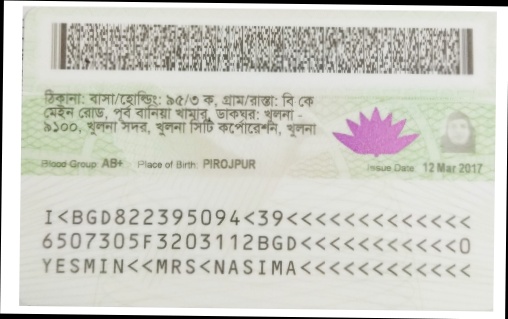 ঠিকানা: বাসা/হোল্ডিং: ৯৫/৩ ক, গ্রাম/রাস্তা: বি কে
মেইন রোড, পূর্ব বানিয়া খামার, ডাকঘর: খুলনা -
৯১০০, খুলনা সদর, খুলনা সিটি কর্পোরেশন, খুলনা
Blood Group: AB+ Place of Birth: PIROJPUR Issue Date: 12 Mar 2017
I<BGD822395094<39<<<<<<<<<<<<<
6507305F3203112BGD<<<<<<<<<<<0
YESMIN<<MRS<NASIMA<<<<<<<<<<<<